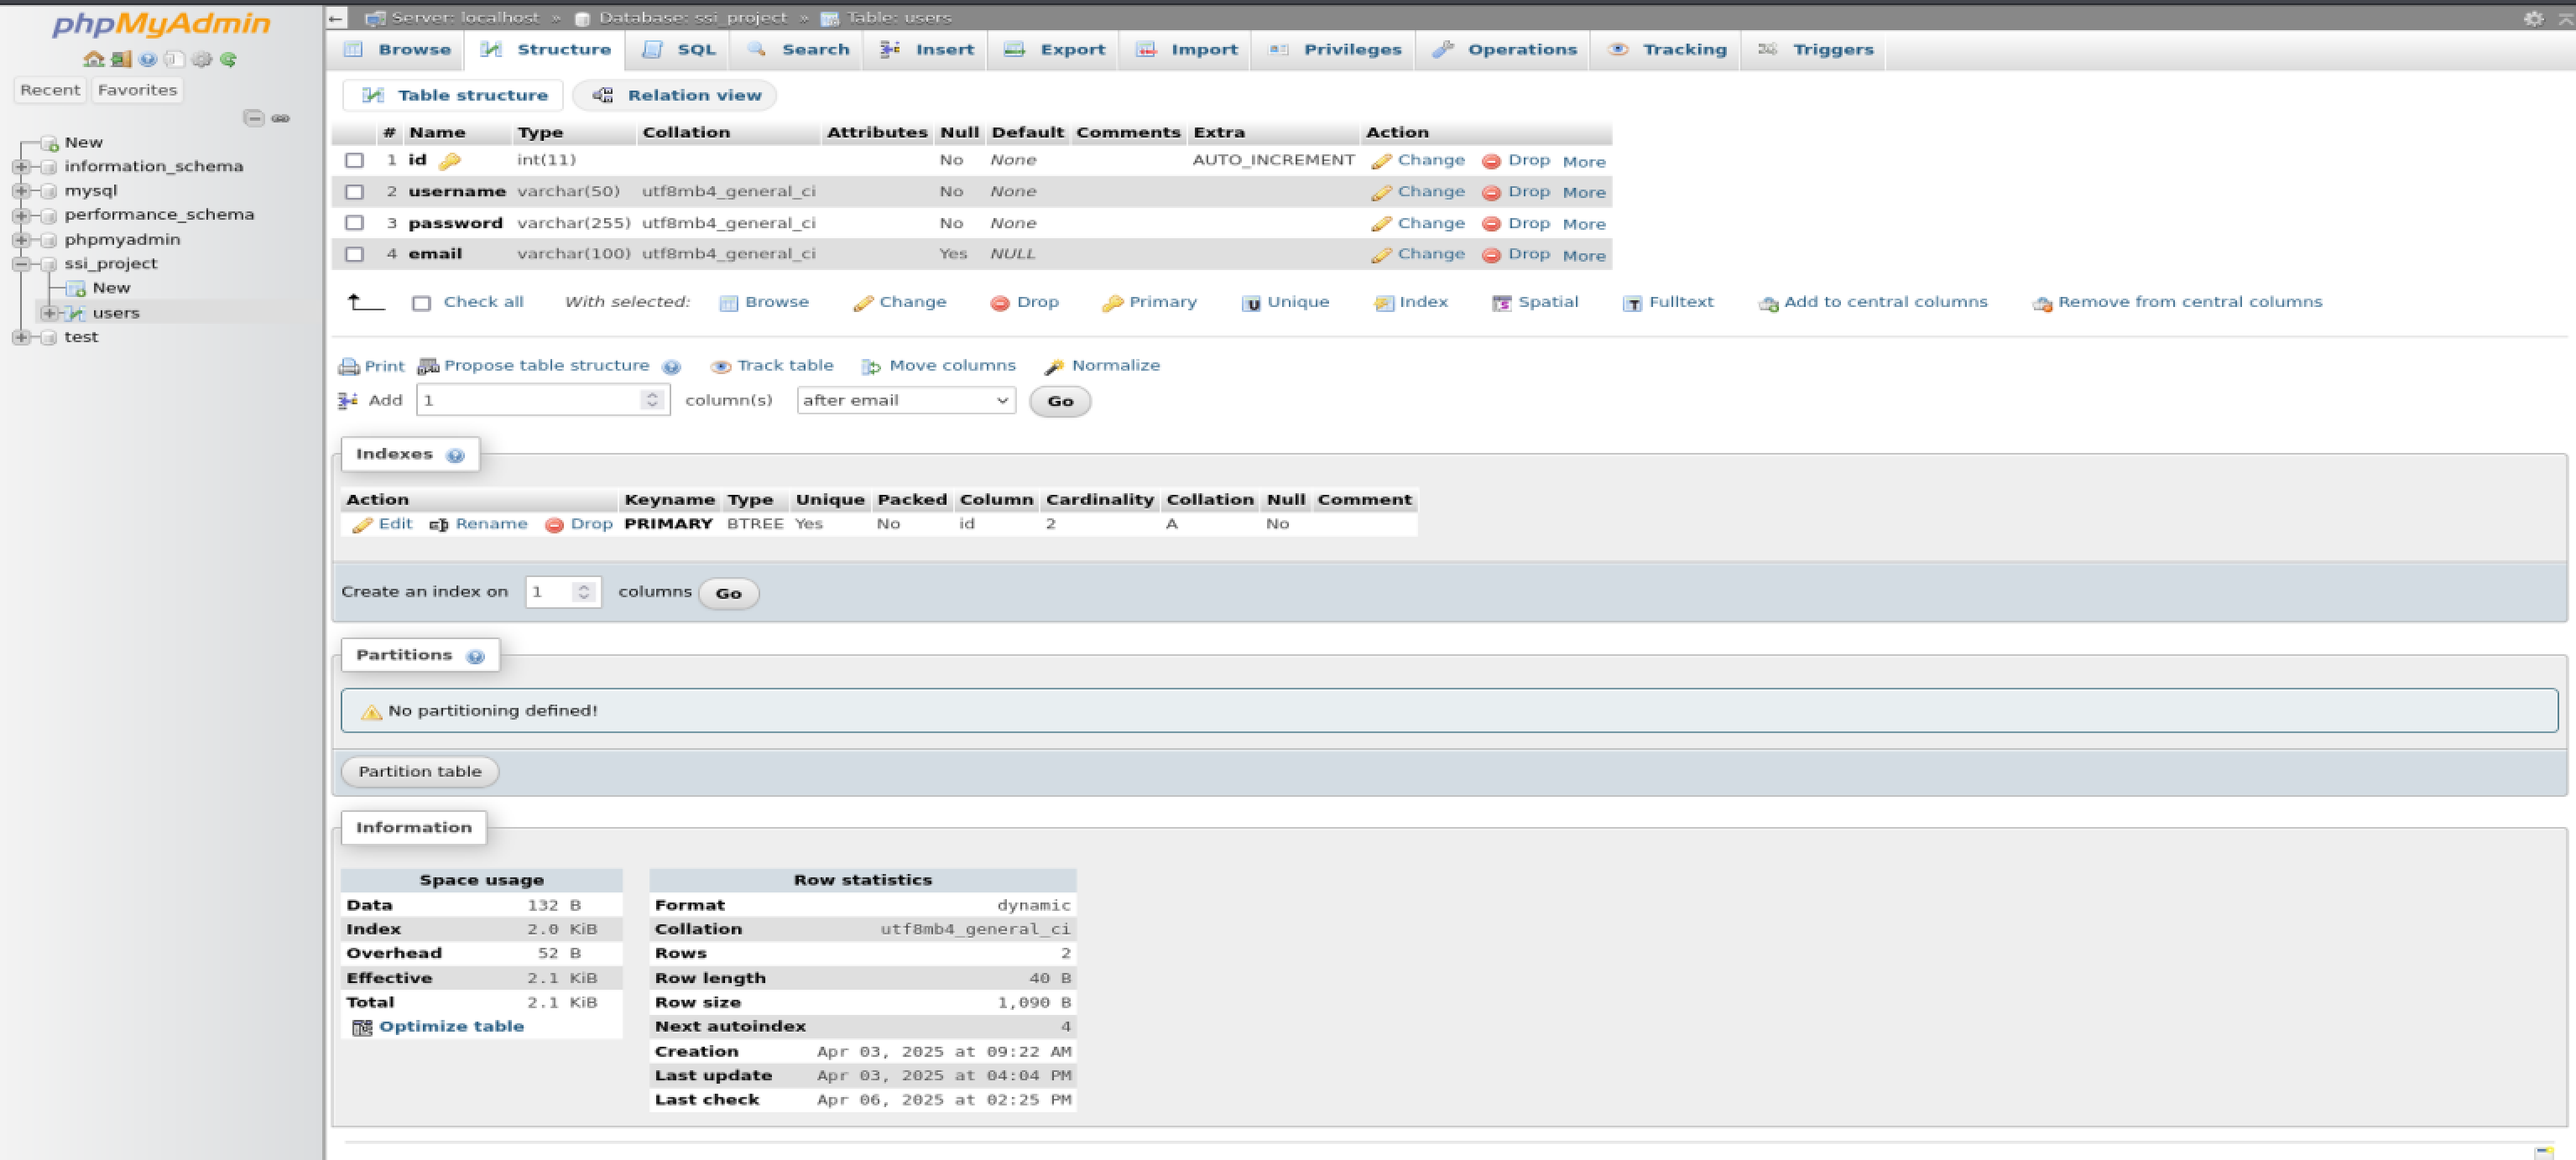 phpMyAdmin
Recent Favorites
New
information_schema
mysql
performance_schema
phpmyadmin
ssi_project
New
users
test
Server: localhost » Database: ssi_project » Table: users
Browse Structure SQL Search Insert Export Import Privileges Operations Tracking Triggers
Table structure Relation view
# Name Type Collation Attributes Null Default Comments Extra Action
1 id int(11) No None AUTO_INCREMENT Change Drop More
2 username varchar(50) utf8mb4_general_ci No None Change Drop More
3 password varchar(255) utf8mb4_general_ci No None Change Drop More
4 email varchar(100) utf8mb4_general_ci Yes NULL Change Drop More
Check all With selected: Browse Change Drop Primary Unique Index Spatial Fulltext Add to central columns Remove from central columns
Print Propose table structure Track table Move columns Normalize
Add 1 column(s) after email Go
Indexes
Action Keyname Type Unique Packed Column Cardinality Collation Null Comment
Edit Rename Drop PRIMARY BTREE Yes No id 2 A No
Create an index on 1 columns Go
Partitions
No partitioning defined!
Partition table
Information
Space usage
Data 132 B
Index 2.0 KiB
Overhead 52 B
Effective 2.1 KiB
Total 2.1 KiB
Optimize table
Row statistics
Format dynamic
Collation utf8mb4_general_ci
Rows 2
Row length 40 B
Row size 1,090 B
Next autoindex 4
Creation Apr 03, 2025 at 09:22 AM
Last update Apr 03, 2025 at 04:04 PM
Last check Apr 06, 2025 at 02:25 PM